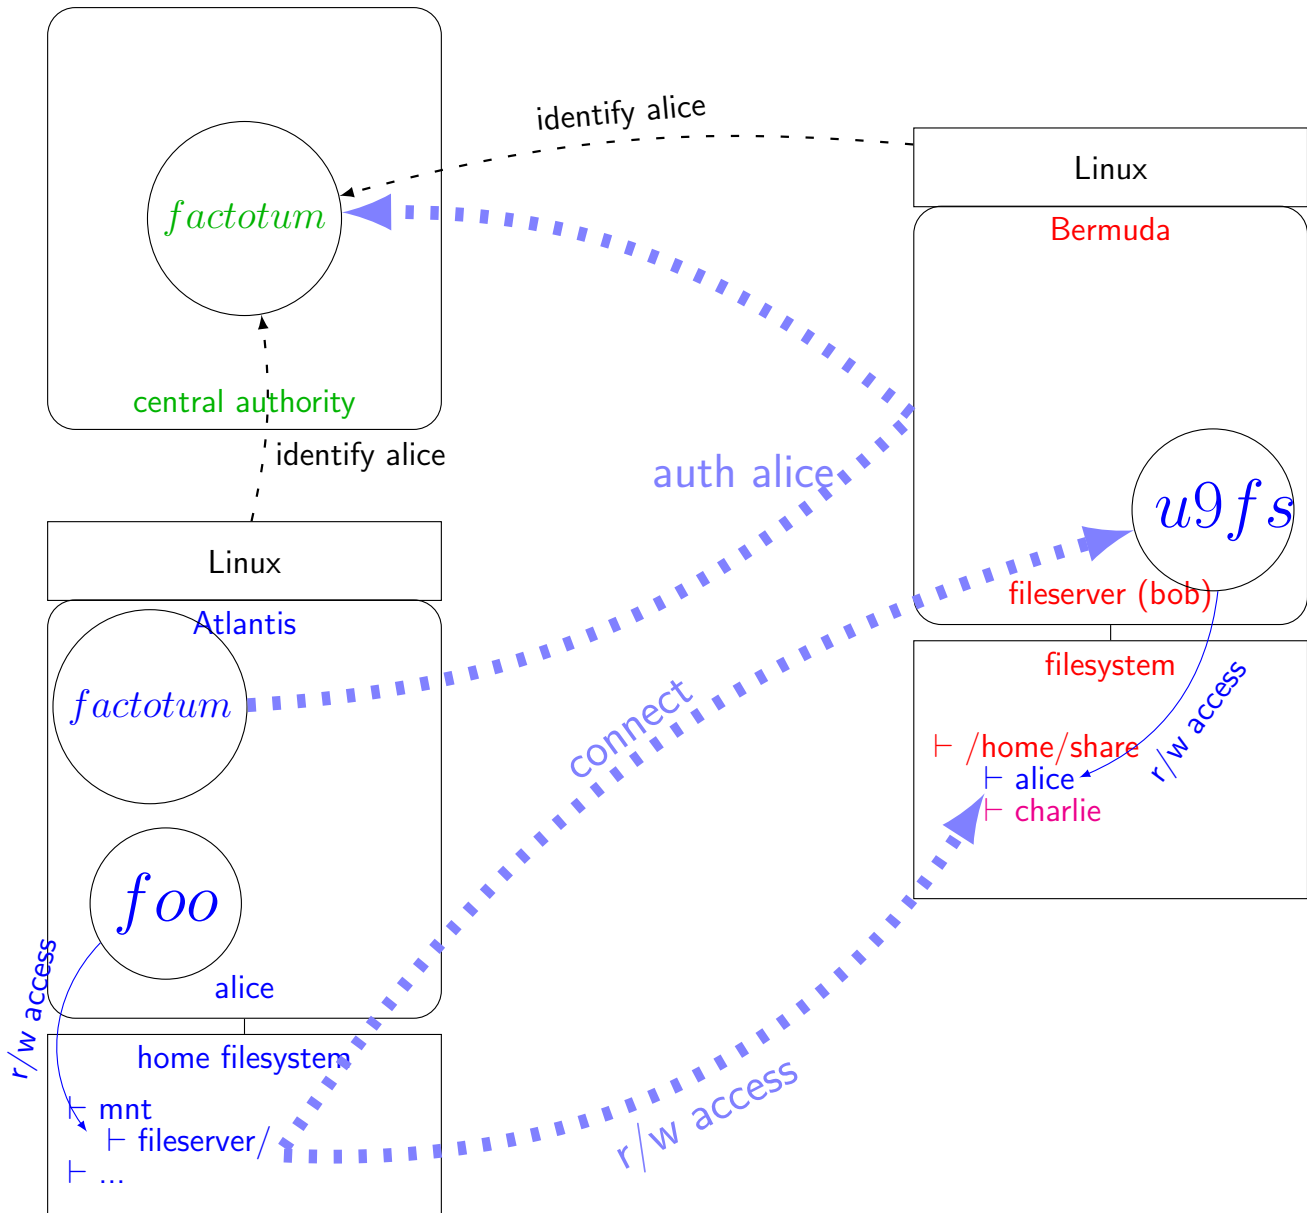 identify alice
Linux
factotum
Bermuda
central authority
identify alice
auth alice
u9fs
Linux
fileserver (bob)
Atlantis
filesystem
factotum
connect
r/w access
⊢ /home/share
⊢ alice
⊢ charlie
foo
alice
r/w access
home filesystem
r/w access
⊢ mnt
⊢ fileserver/
⊢ ...